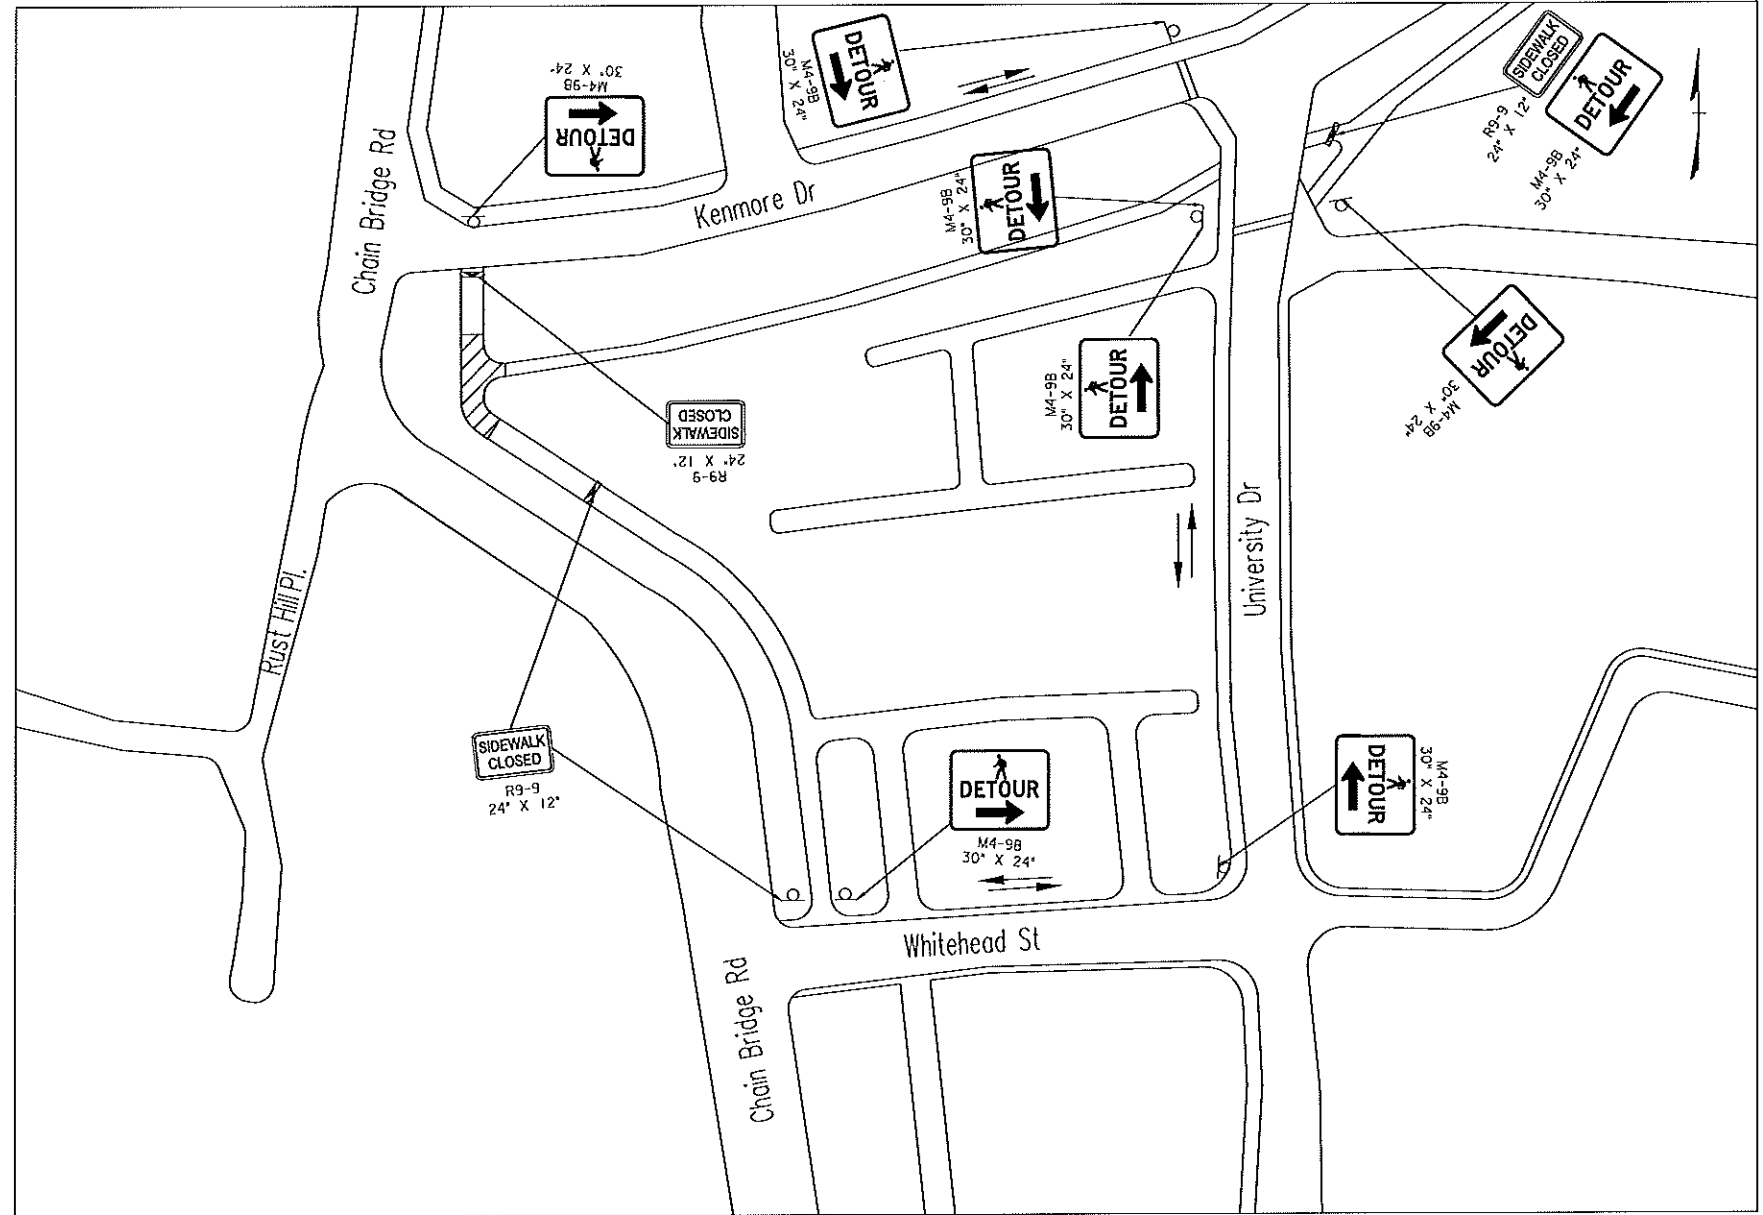 DETOUR
M4-9B
30" X 24"
SIDEWALK
CLOSED
R9-9
24" X 12"
DETOUR
M4-9B
30" X 24"
DETOUR
M4-9B
30" X 24"
Chain Bridge Rd
Kenmore Dr
DETOUR
M4-9B
30" X 24"
DETOUR
M4-9B
30" X 24"
DETOUR
M4-9B
30" X 24"
SIDEWALK
CLOSED
R9-9
24" X 12"
University Dr
Rust Hill Pl.
SIDEWALK
CLOSED
R9-9
24" X 12"
DETOUR
M4-9B
30" X 24"
DETOUR
M4-9B
30" X 24"
Whitehead St
Chain Bridge Rd